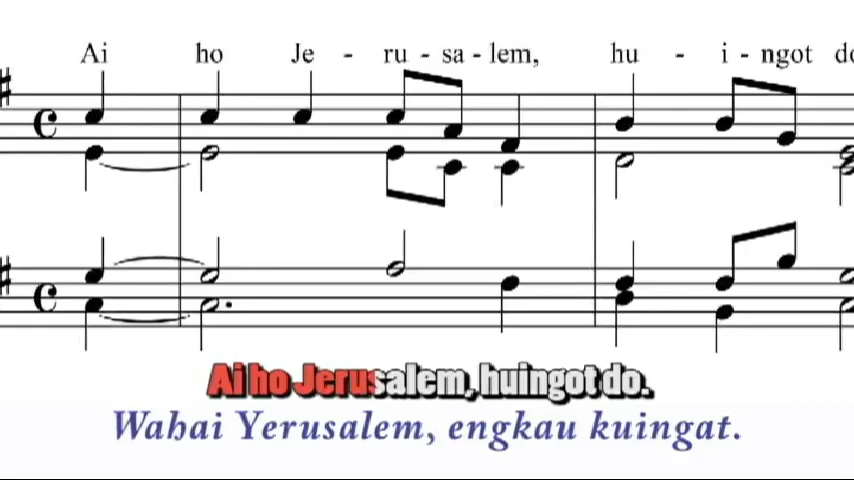 Ai ho Je - ru - sa - lem, hu - i - ngot do
Ai ho Jerusalem, huingot do.
Wahai Yerusalem, engkau kuingat.